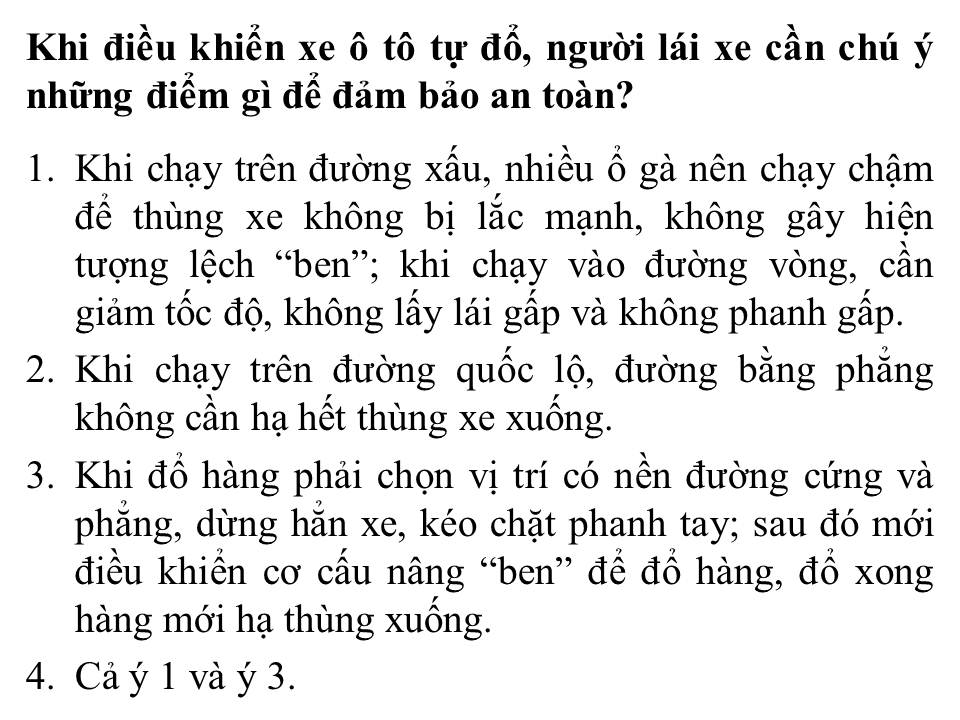 Khi điều khiển xe ô tô tự đổ, người lái xe cần chú ý
những điểm gì để đảm bảo an toàn?
1. Khi chạy trên đường xấu, nhiều ổ gà nên chạy chậm
để thùng xe không bị lắc mạnh, không gây hiện
tượng lệch “ben”; khi chạy vào đường vòng, cần
giảm tốc độ, không lấy lái gấp và không phanh gấp.
2. Khi chạy trên đường quốc lộ, đường bằng phẳng
không cần hạ hết thùng xe xuống.
3. Khi đổ hàng phải chọn vị trí có nền đường cứng và
phẳng, dừng hẳn xe, kéo chặt phanh tay; sau đó mới
điều khiển cơ cấu nâng “ben” để đổ hàng, đổ xong
hàng mới hạ thùng xuống.
4. Cả ý 1 và ý 3.